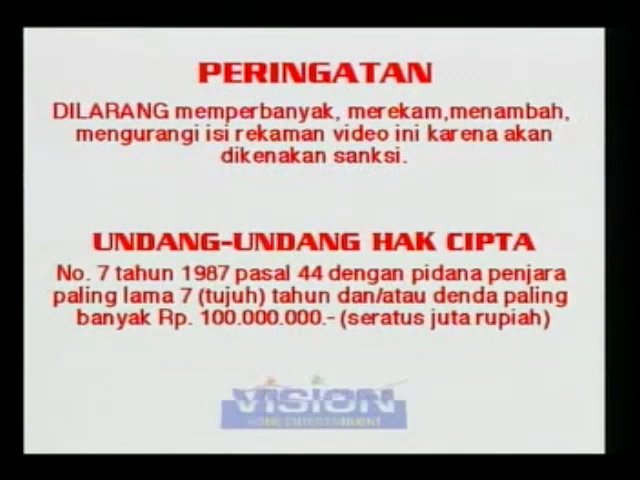 PERINGATAN
DILARANG memperbanyak, merekam,menambah,
mengurangi isi rekaman video ini karena akan
dikenakan sanksi.
UNDANG-UNDANG HAK CIPTA
No. 7 tahun 1987 pasal 44 dengan pidana penjara
paling lama 7 (tujuh) tahun dan/atau denda paling
banyak Rp. 100.000.000.- (seratus juta rupiah)
VISION
HOME ENTERTAINMENT